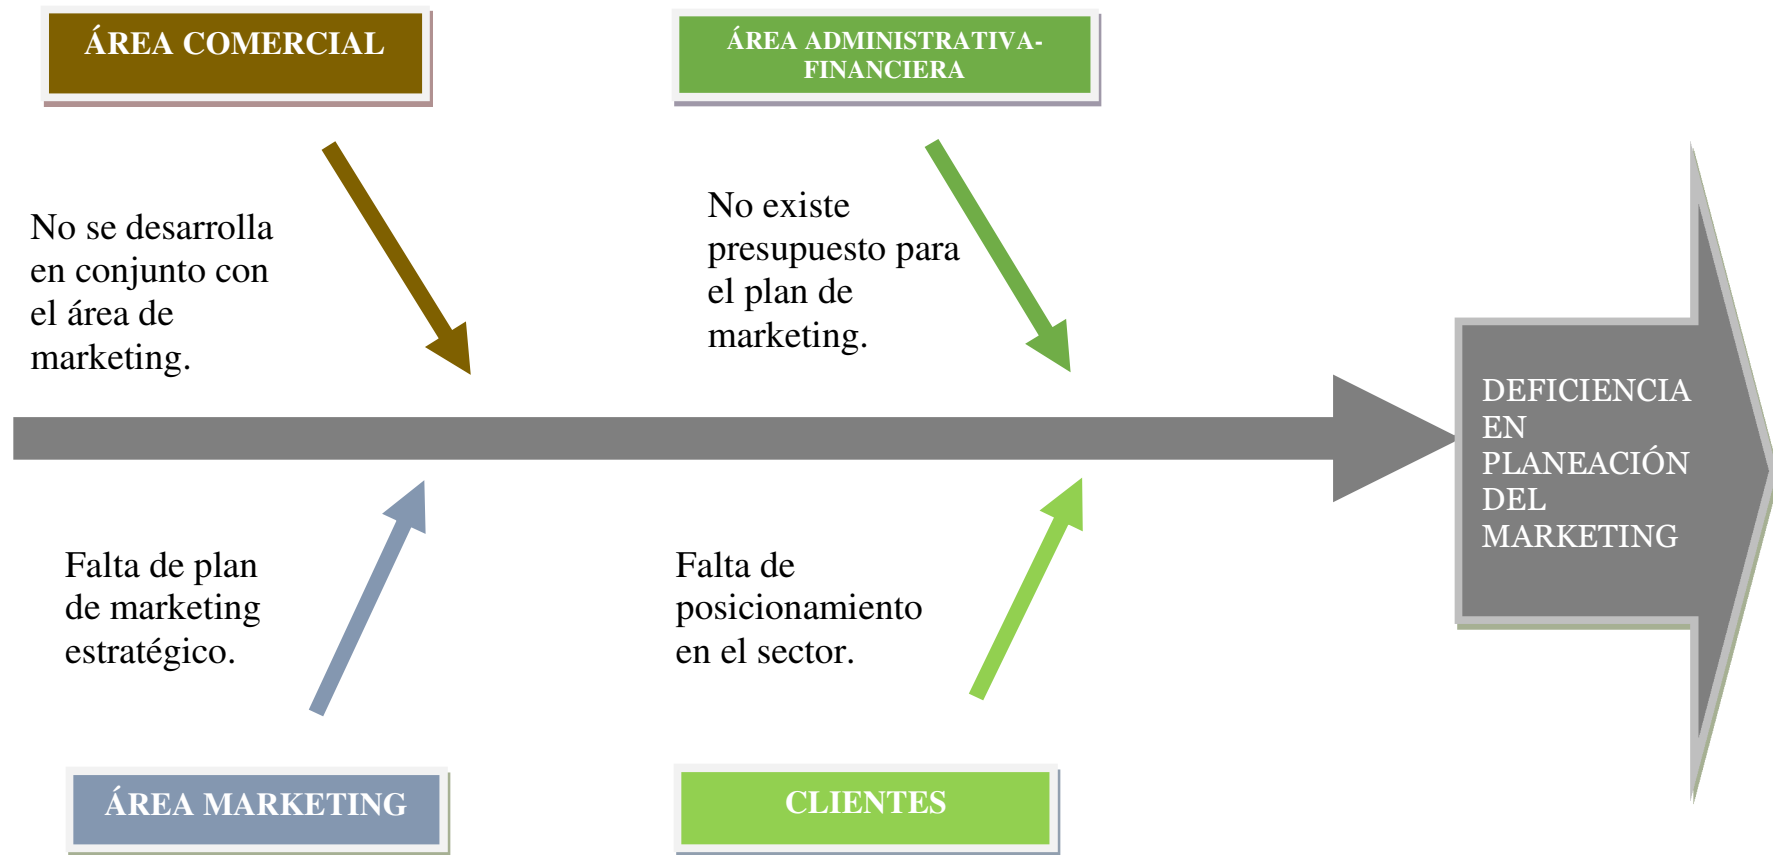 ÁREA COMERCIAL
ÁREA ADMINISTRATIVA-
FINANCIERA
No se desarrolla
en conjunto con
el área de
marketing.
No existe
presupuesto para
el plan de
marketing.
DEFICIENCIA
EN
PLANEACIÓN
DEL
MARKETING
Falta de plan
de marketing
estratégico.
Falta de
posicionamiento
en el sector.
ÁREA MARKETING
CLIENTES